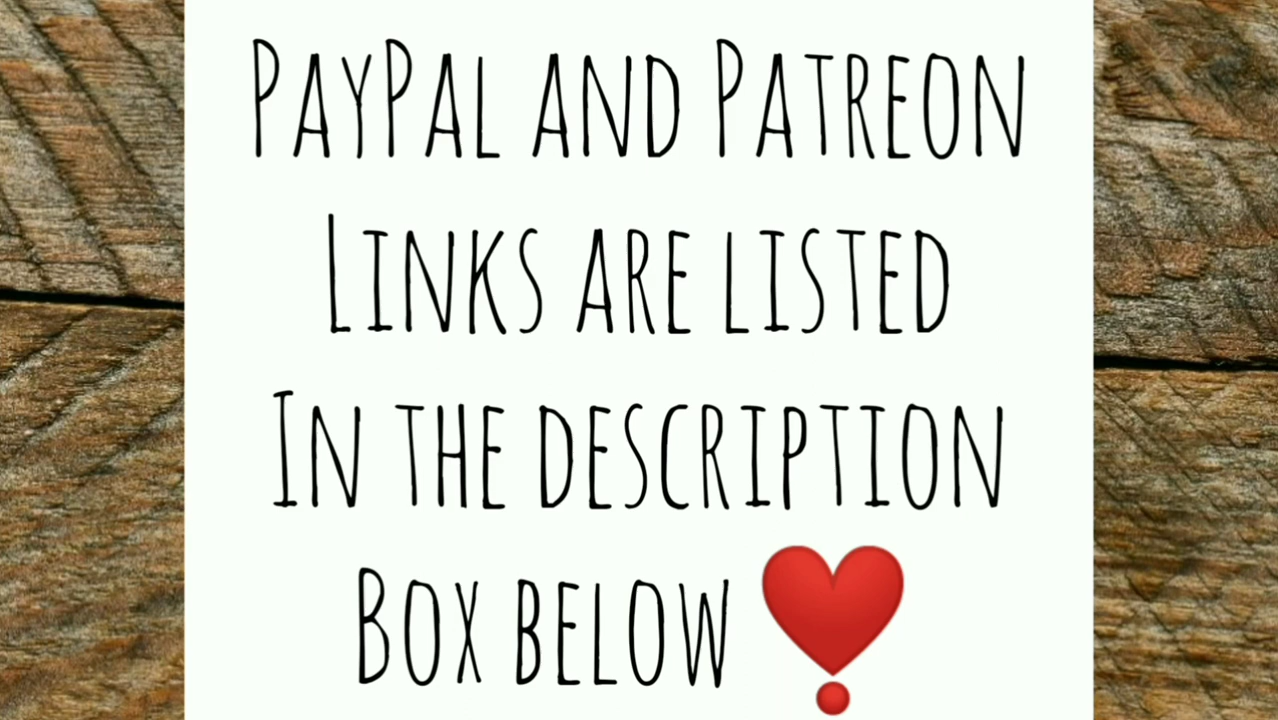 PayPal and Patreon
Links are listed
In the description
Box below ❣️